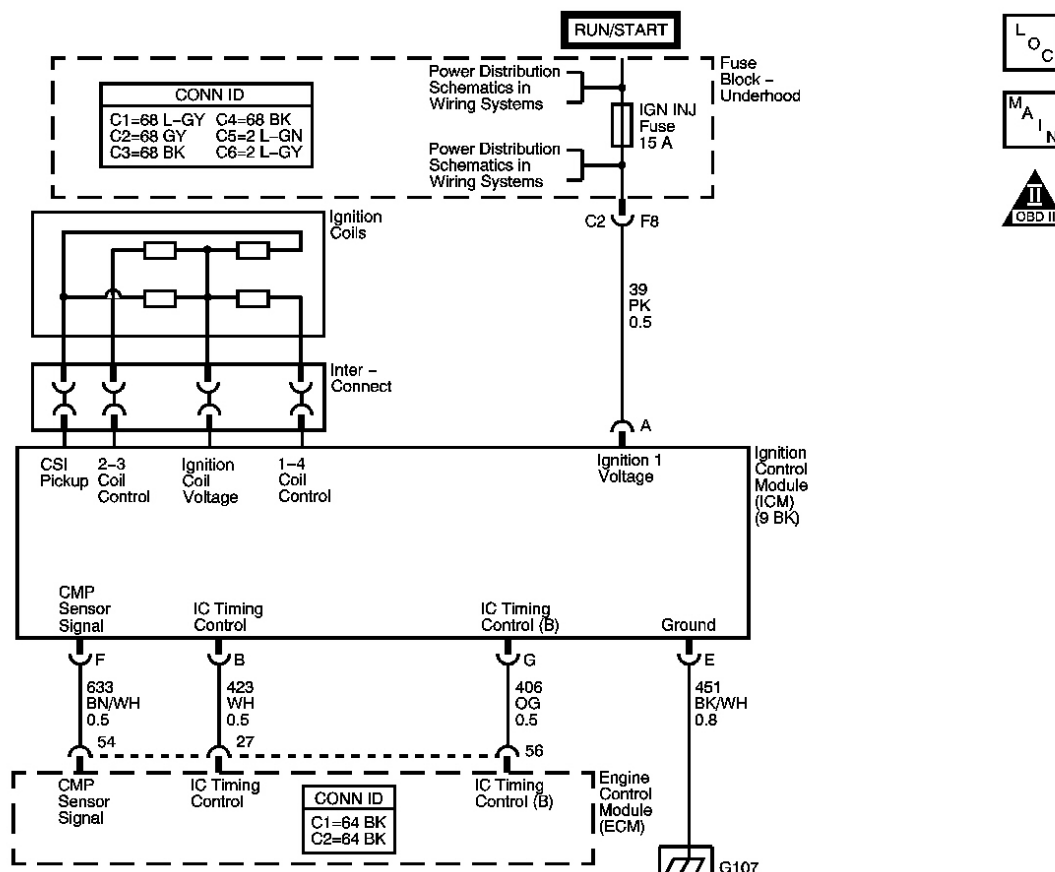 RUN/START
Fuse
Block –
Underhood
Power Distribution
Schematics in
Wiring Systems
IGN INJ
Fuse
15 A
Power Distribution
Schematics in
Wiring Systems
CONN ID
C1=68 L–GY C4=68 BK
C2=68 GY C5=2 L–GN
C3=68 BK C6=2 L–GY
C2 F8
Ignition
Coils
39
PK
0.5
Inter –
Connect
A
CSI
Pickup
2–3
Coil
Control
Ignition
Coil
Voltage
1–4
Coil
Control
Ignition 1
Voltage
Ignition
Control
Module
(ICM)
(9 BK)
CMP
Sensor
Signal
IC Timing
Control
IC Timing
Control (B)
Ground
F
B
G
E
633
BN/WH
0.5
423
WH
0.5
406
OG
0.5
451
BK/WH
0.8
54
27
56
CMP
Sensor
Signal
IC Timing
Control
CONN ID
C1=64 BK
C2=64 BK
IC Timing
Control (B)
Engine
Control
Module
(ECM)
G107
LOC
MAIN
II
OBD II